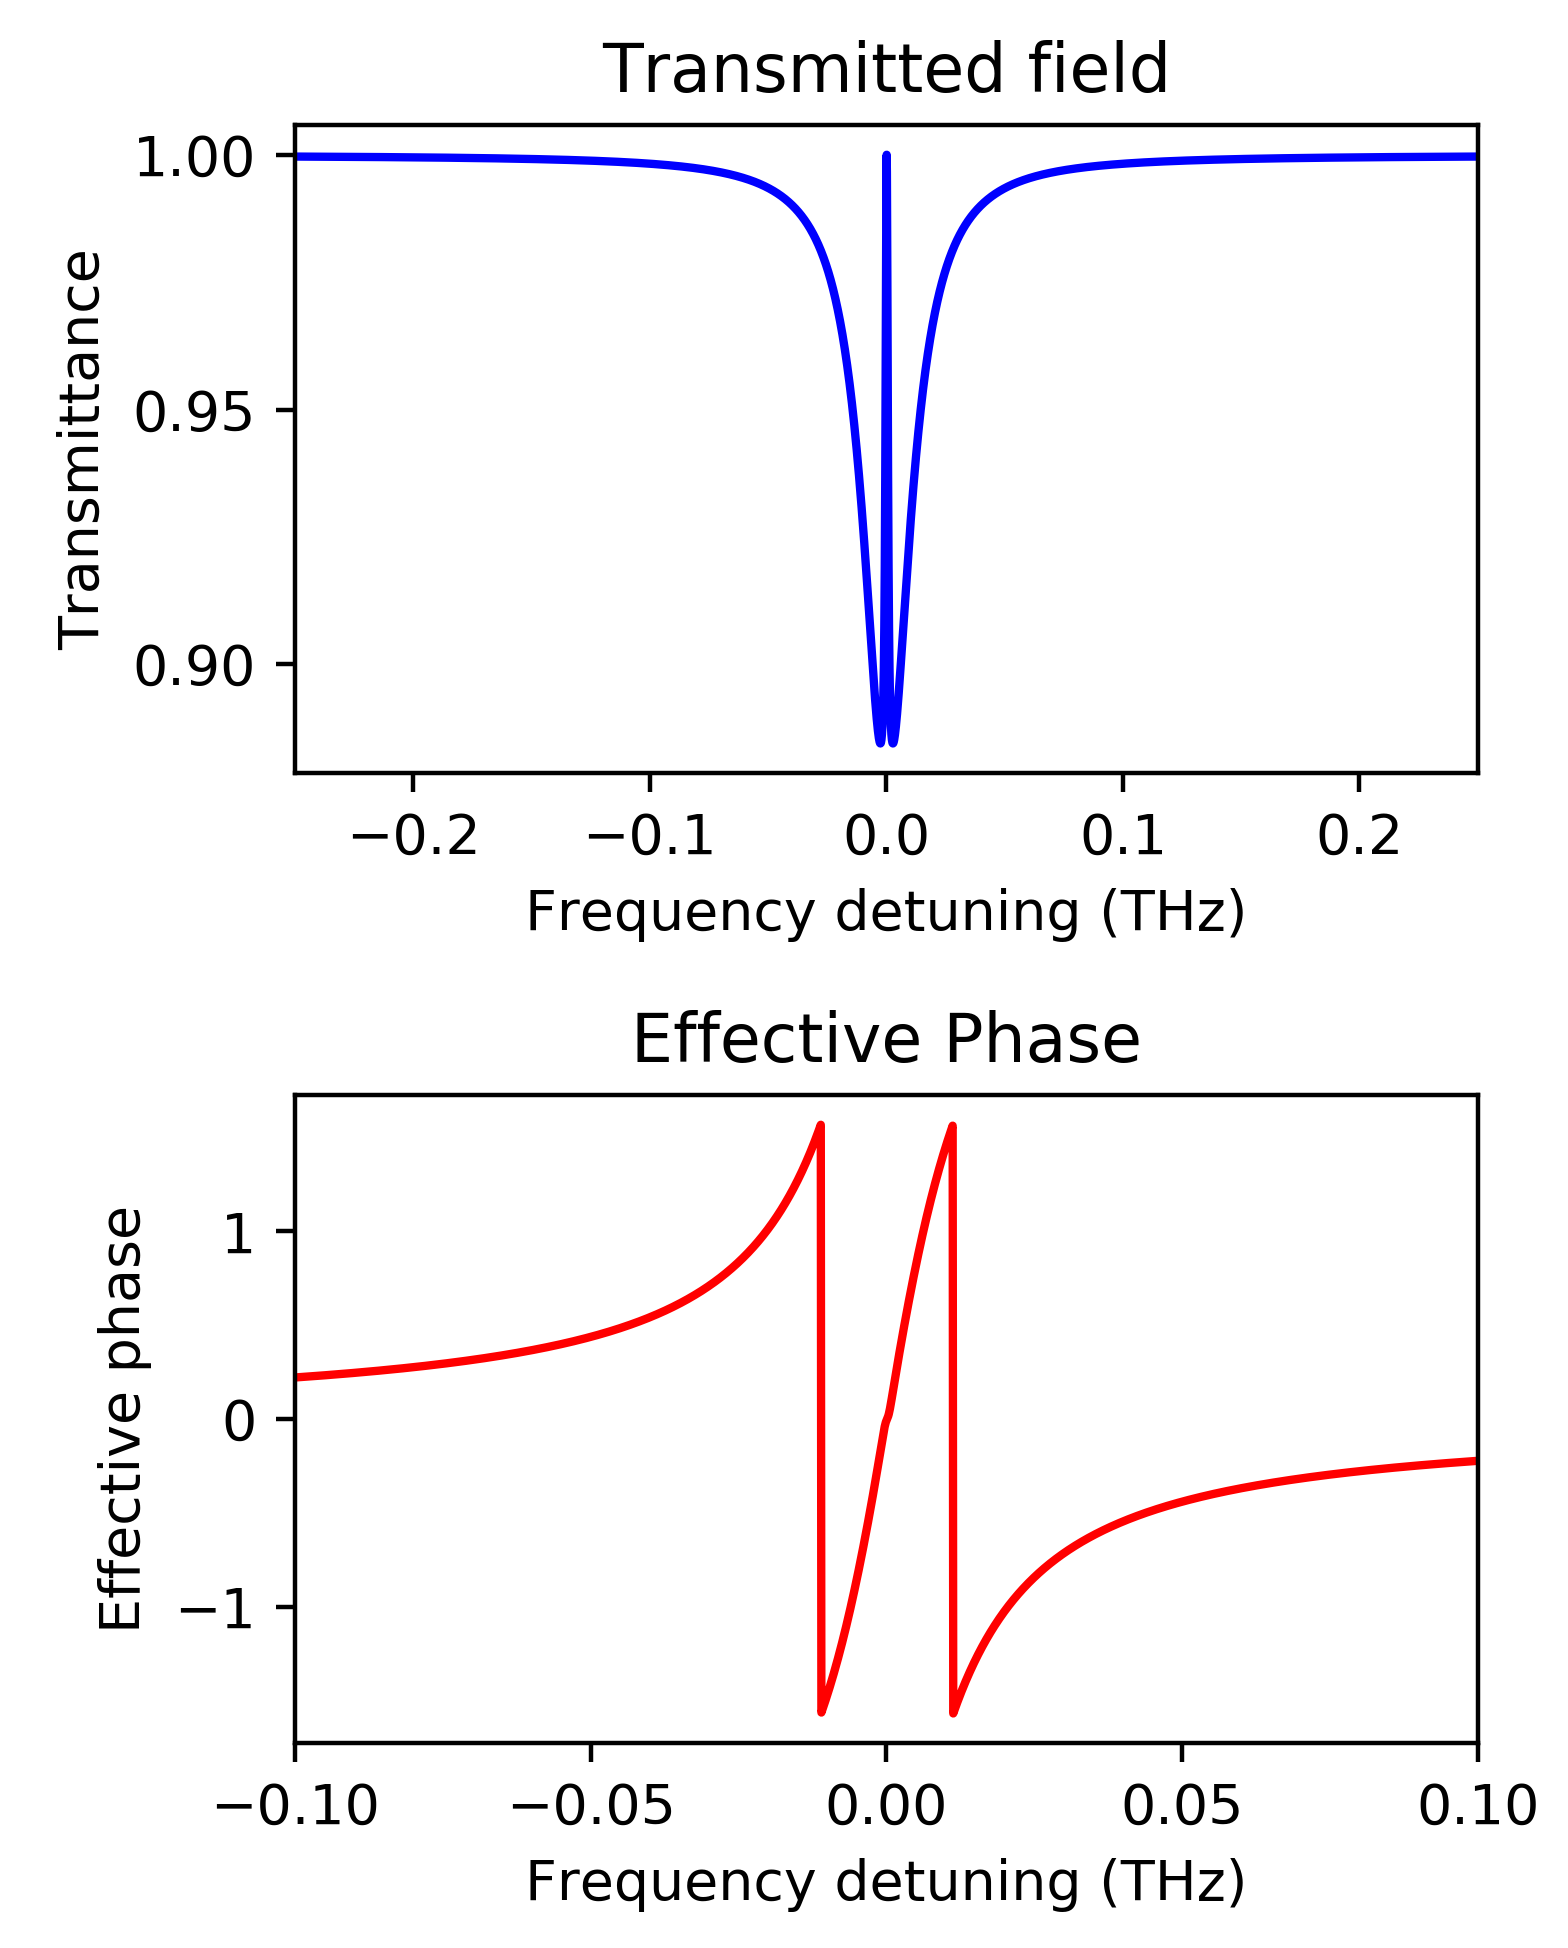 Transmitted field
Transmittance
1.00
0.95
0.90
−0.2 −0.1 0.0 0.1 0.2
Frequency detuning (THz)
Effective Phase
Effective phase
1
0
−1
−0.10 −0.05 0.00 0.05 0.10
Frequency detuning (THz)